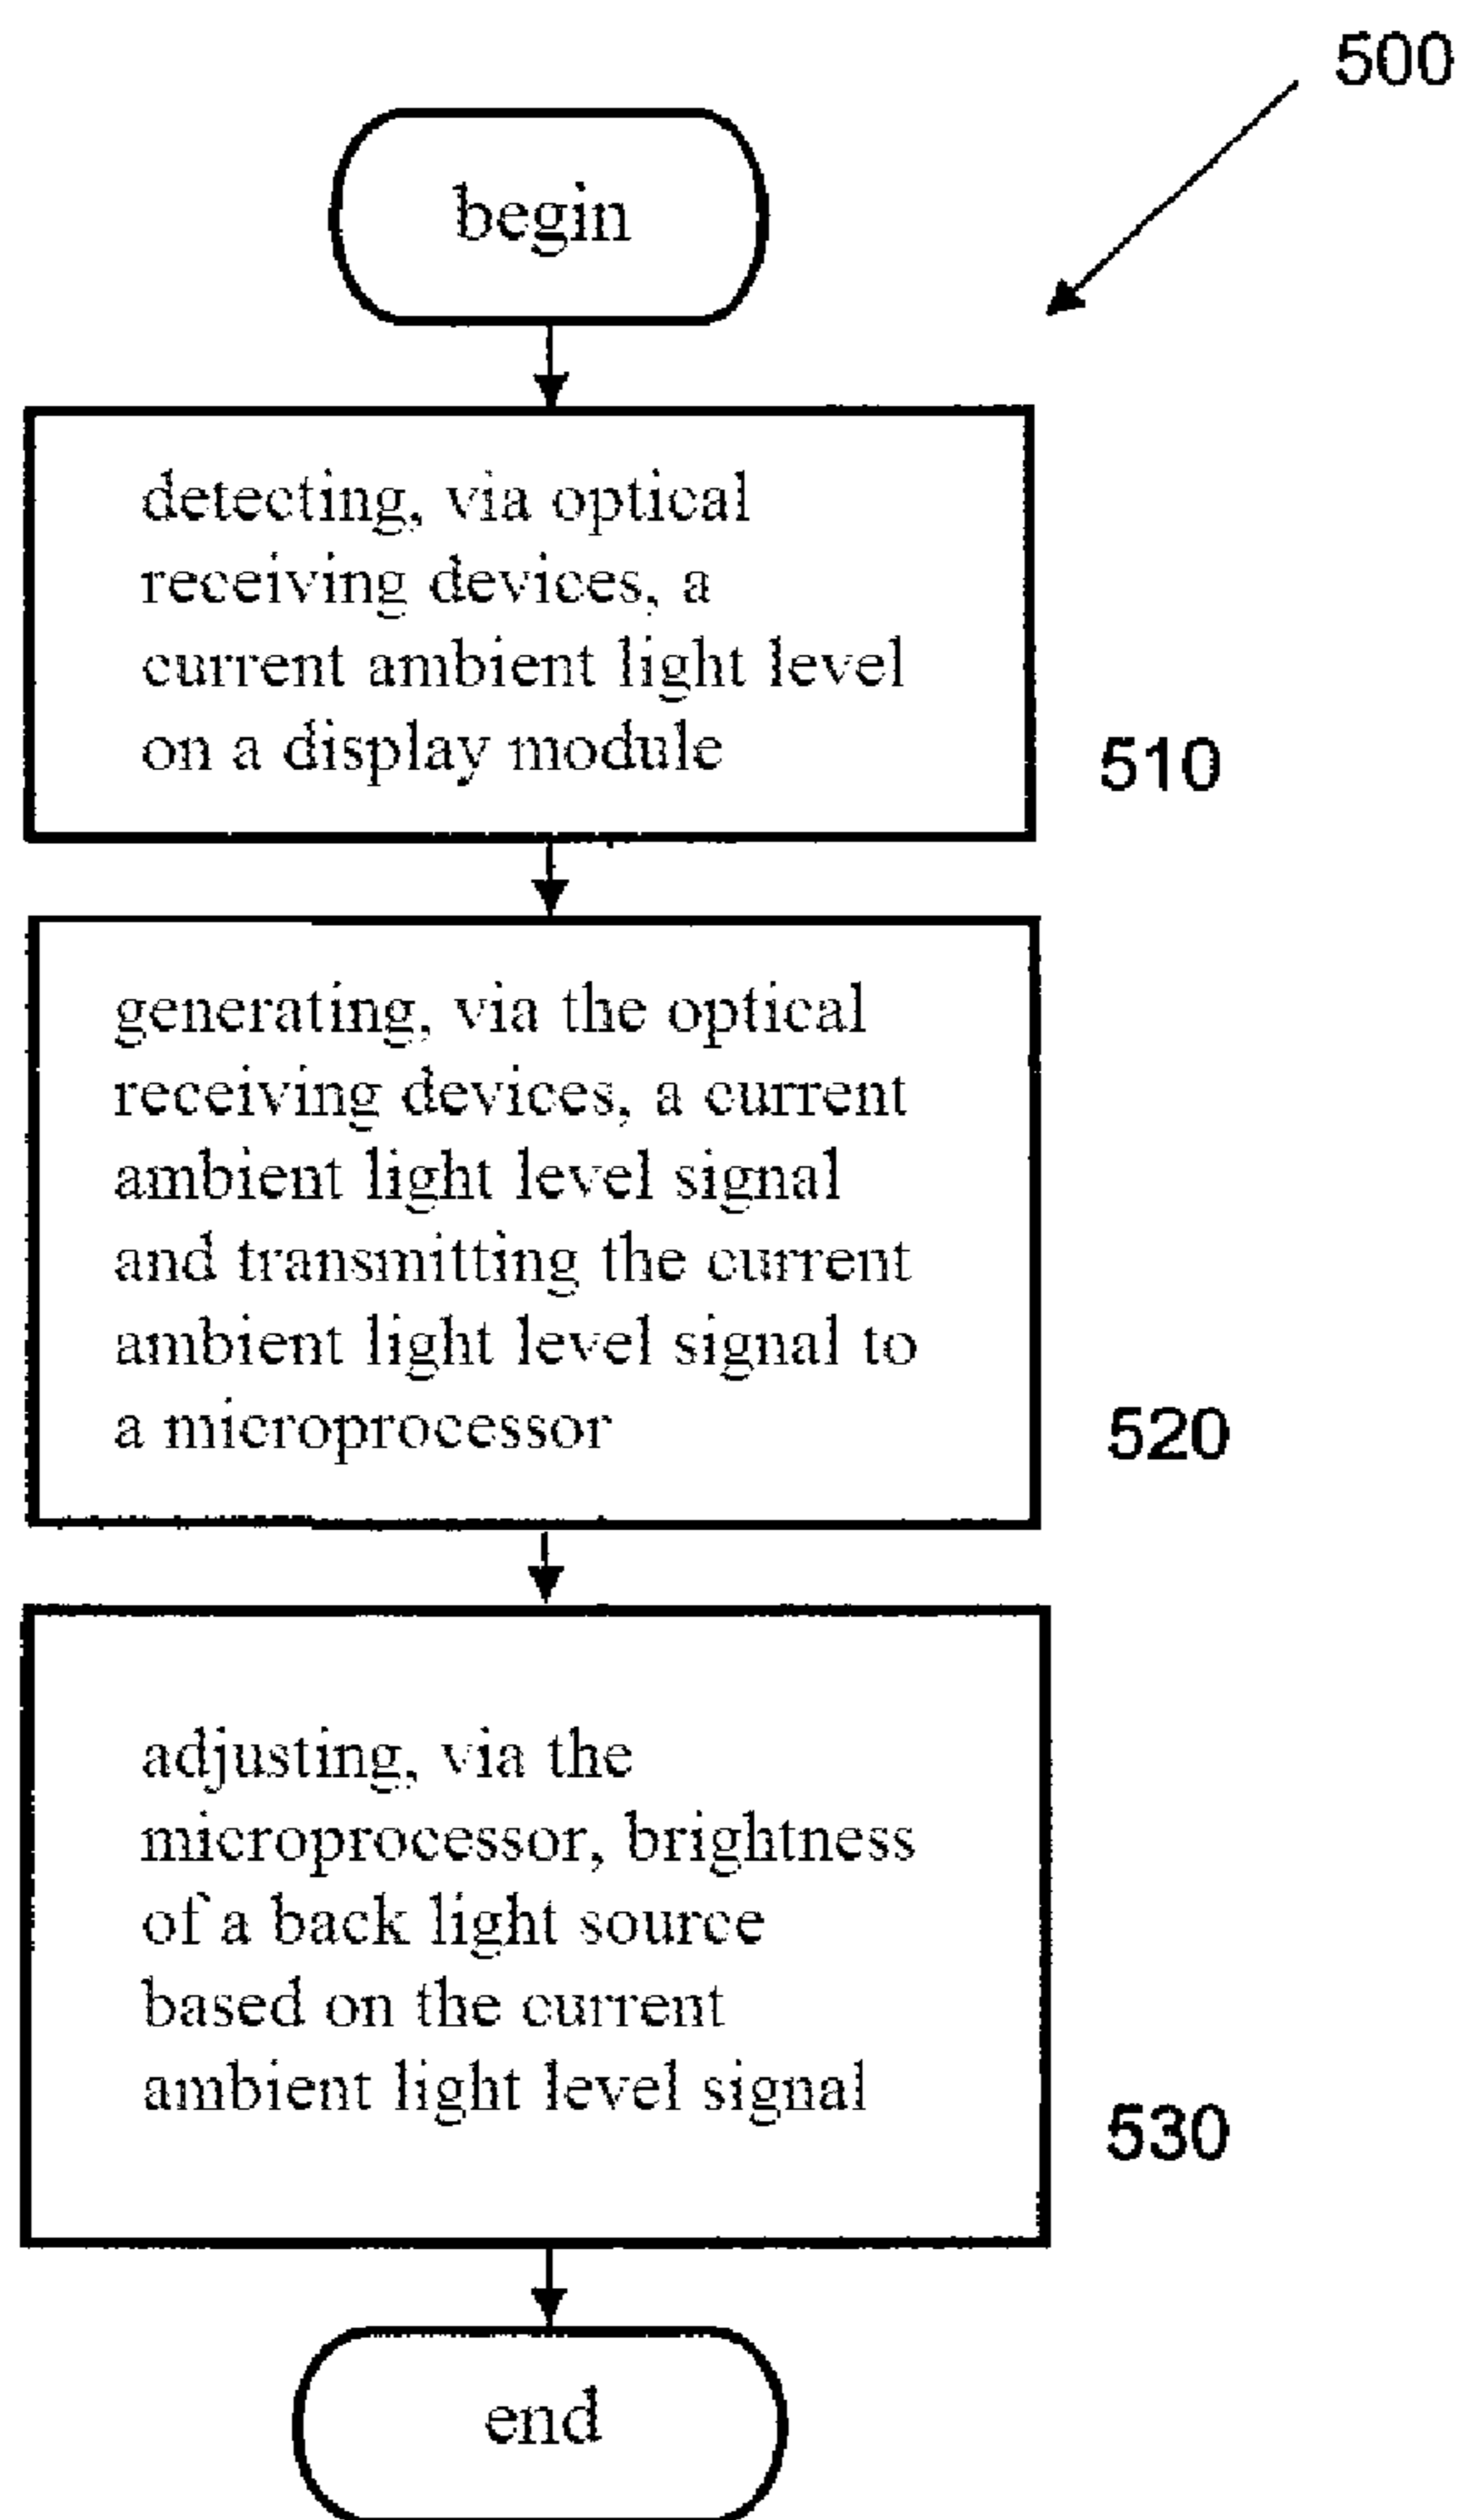 500
begin
detecting, via optical
receiving devices, a
current ambient light level
on a display module
510
generating, via the optical
receiving devices, a current
ambient light level signal
and transmitting the current
ambient light level signal to
a microprocessor
520
adjusting, via the
microprocessor, brightness
of a back light source
based on the current
ambient light level signal
530
end